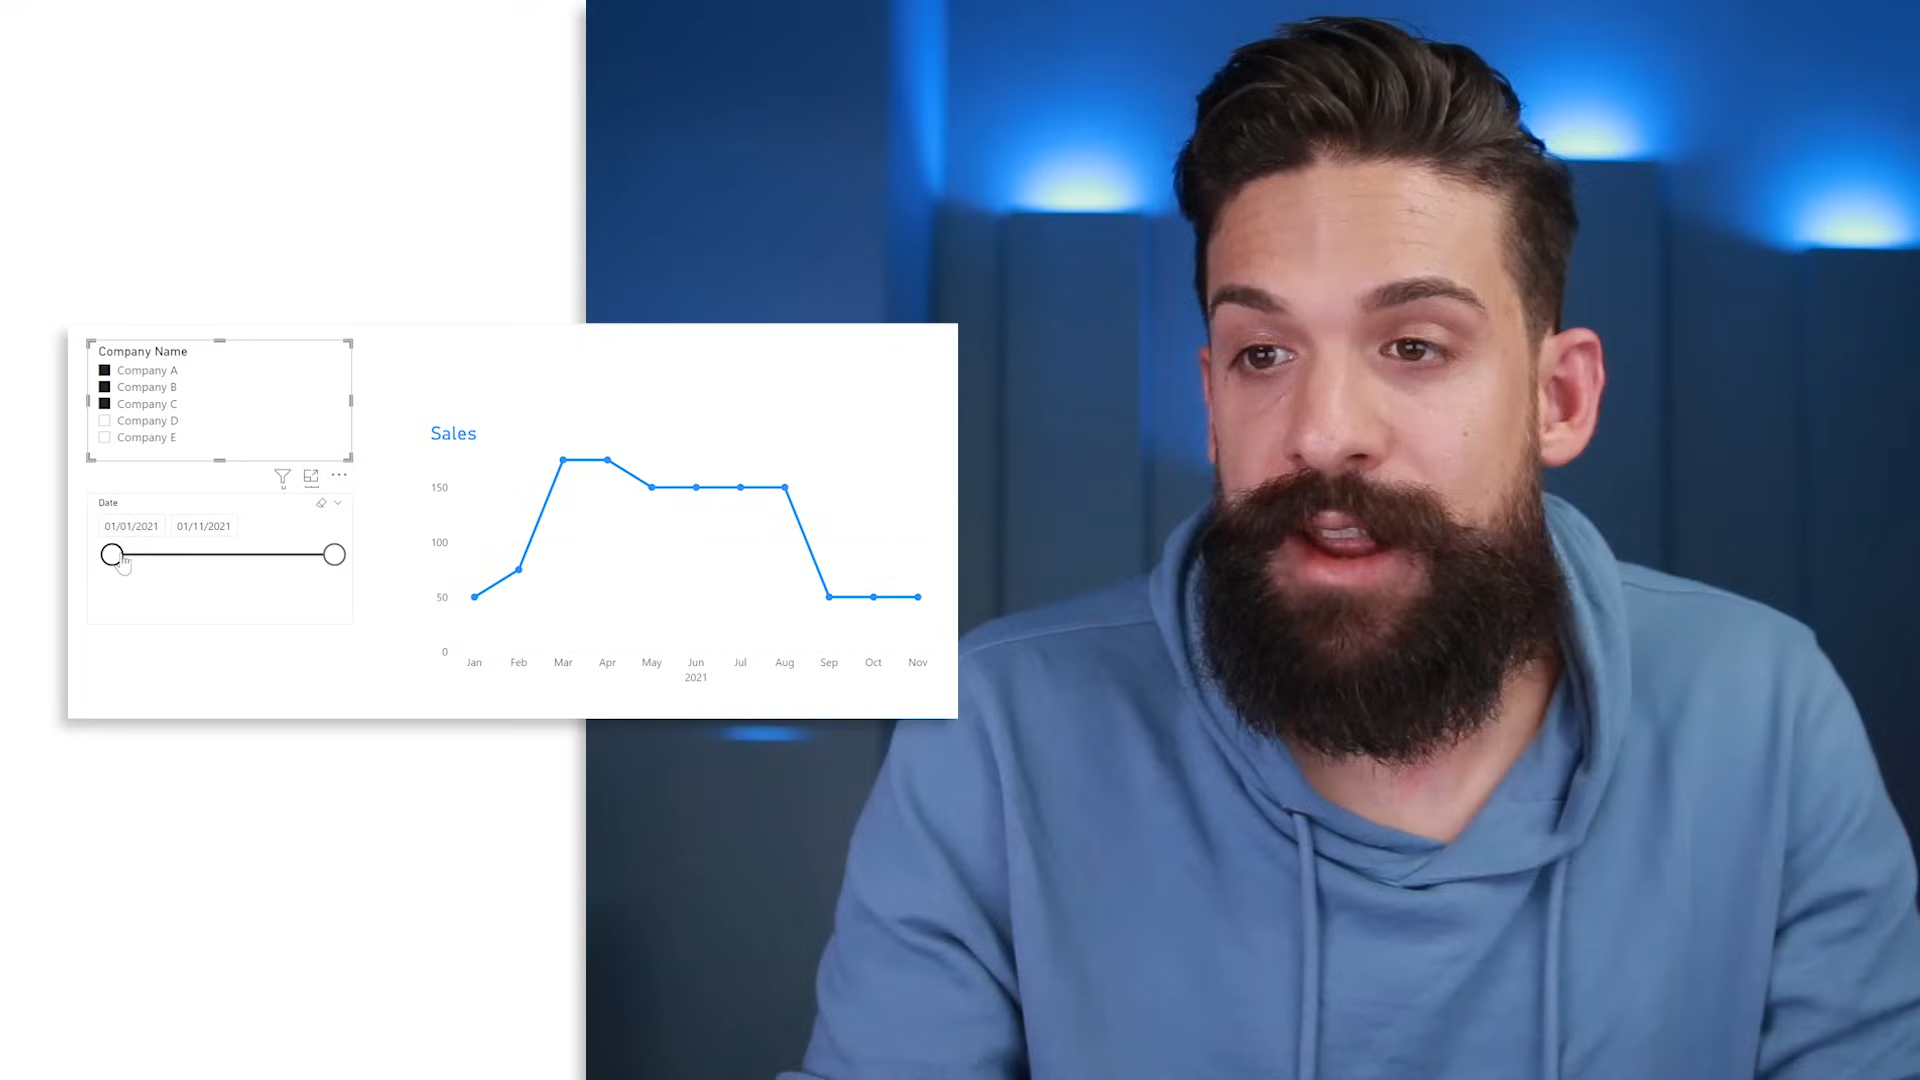 Company Name
Company A
Company B
Company C
Company D
Company E
Date
01/01/2021 01/11/2021
Sales
150
100
50
0
Jan Feb Mar Apr May Jun Jul Aug Sep Oct Nov
2021